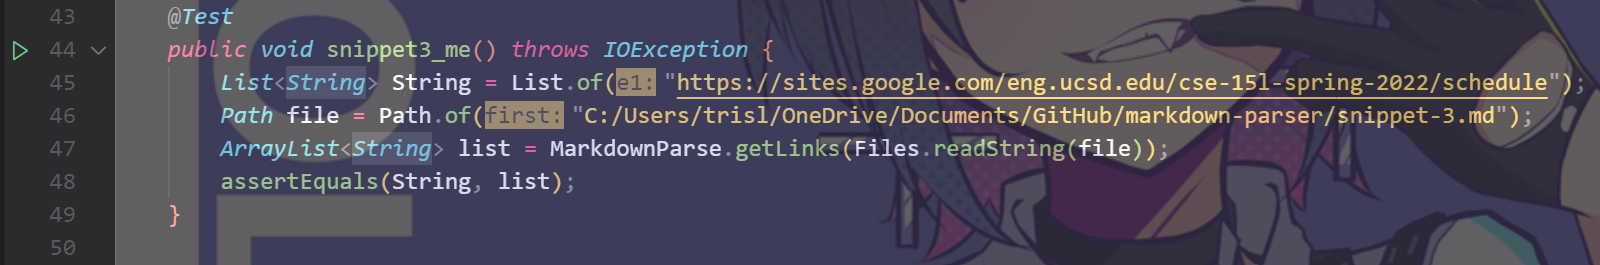 43 @Test
44 public void snippet3_me() throws IOException {
45 List<String> String = List.of(e1: "https://sites.google.com/eng.ucsd.edu/cse-15l-spring-2022/schedule");
46 Path file = Path.of(first: "C:/Users/trisl/OneDrive/Documents/GitHub/markdown-parser/snippet-3.md");
47 ArrayList<String> list = MarkdownParse.getLinks(Files.readString(file));
48 assertEquals(String, list);
49 }
50